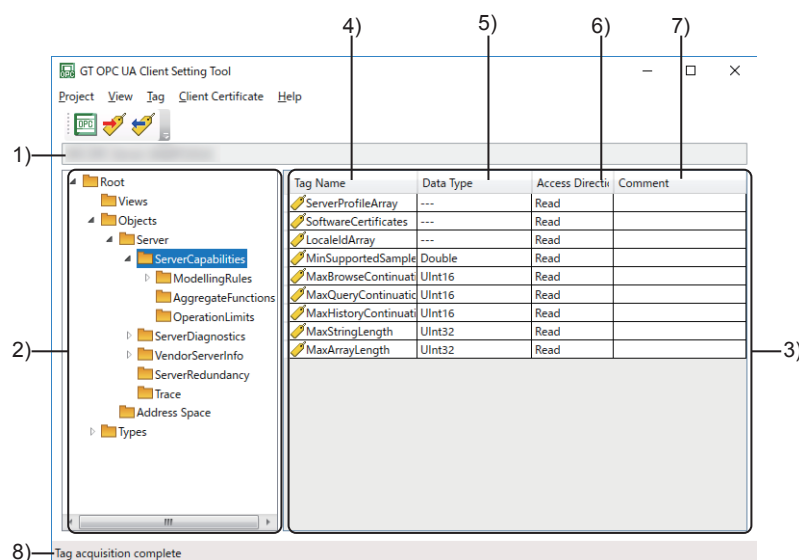 4) 5) 6) 7)
GT OPC UA Client Setting Tool
Project View Tag Client Certificate Help
OPC
1)
Root
Views
Objects
Server
ServerCapabilities
ModellingRules
AggregateFunctions
OperationLimits
ServerDiagnostics
VendorServerInfo
ServerRedundancy
Trace
Address Space
Types
2)
Tag Name Data Type Access Directic Comment
ServerProfileArray --- Read
SoftwareCertificates --- Read
LocaleIdArray --- Read
MinSupportedSample Double Read
MaxBrowseContinuati UInt16 Read
MaxQueryContinuatic UInt16 Read
MaxHistoryContinuati UInt16 Read
MaxStringLength UInt32 Read
MaxArrayLength UInt32 Read
3)
8)
Tag acquisition complete